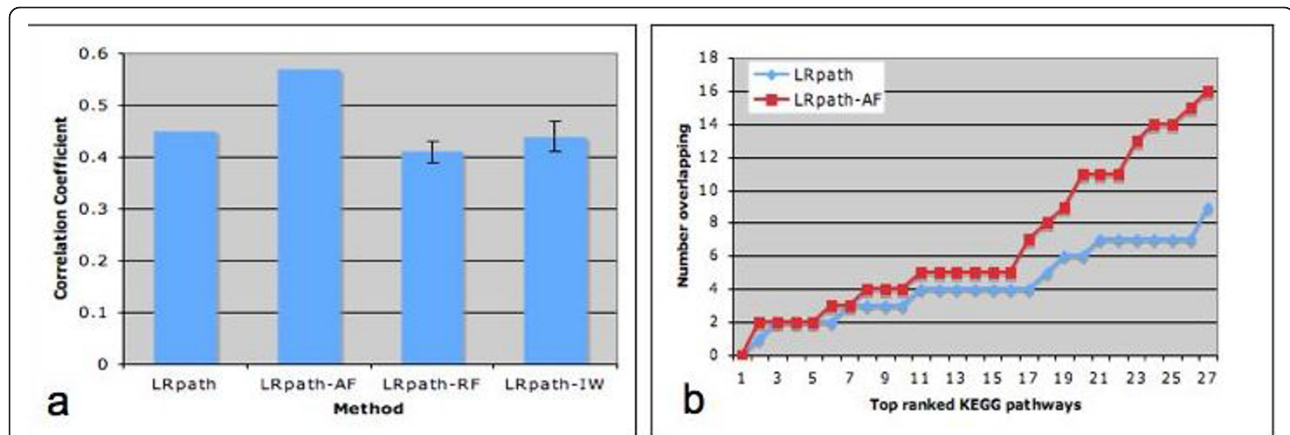 0.6
0.5
0.4
0.3
0.2
0.1
0
Correlation Coefficient
LRpath LRpath-AF LRpath-RF LRpath-IW
Method
a
18
16
14
12
10
8
6
4
2
0
Number overlapping
LRpath
LRpath-AF
1 3 5 7 9 11 13 15 17 19 21 23 25 27
Top ranked KEGG pathways
b